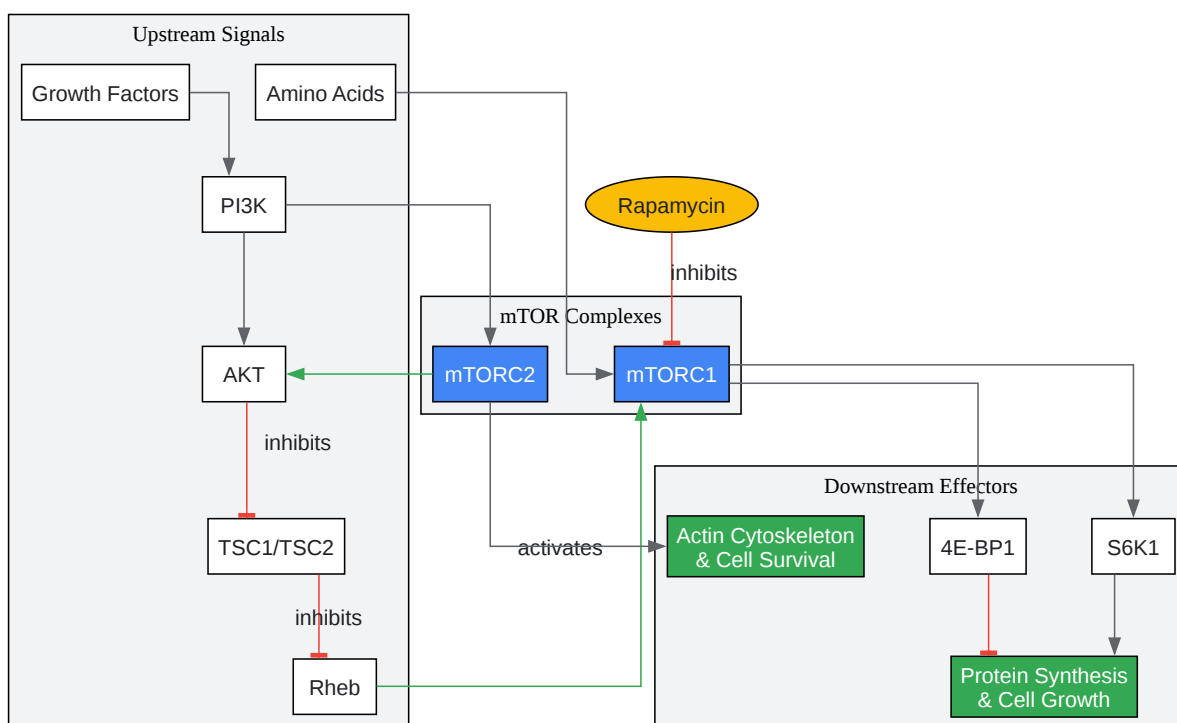 Upstream Signals
Growth Factors
Amino Acids
PI3K
Rapamycin
inhibits
mTOR Complexes
AKT
mTORC2
mTORC1
inhibits
Downstream Effectors
TSC1/TSC2
activates
Actin Cytoskeleton
& Cell Survival
4E-BP1
S6K1
inhibits
Rheb
Protein Synthesis
& Cell Growth